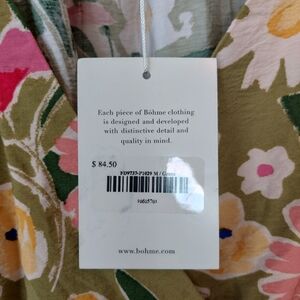 Each piece of Böhme clothing
is designed and developed
with distinctive detail and
quality in mind.
$ 84.50
M / Green
www.bohme.com